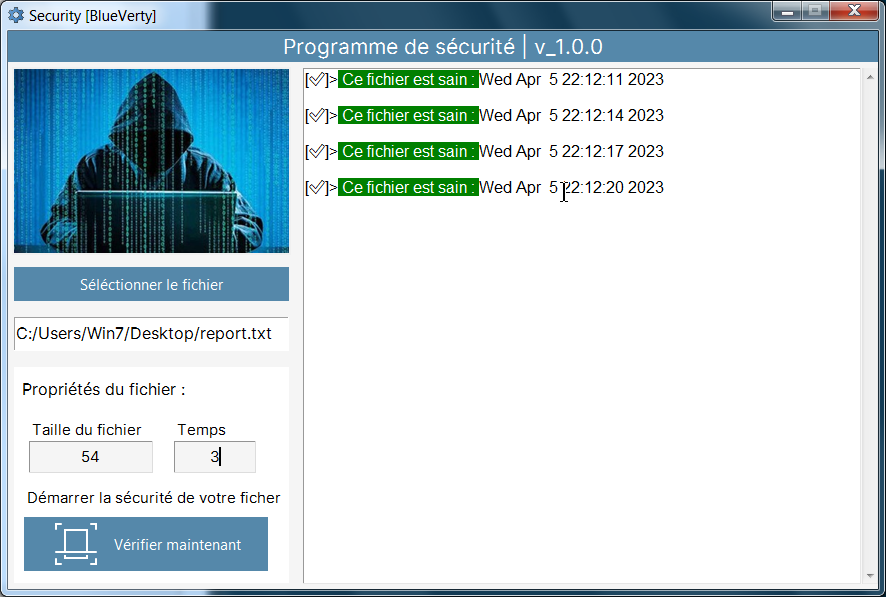 Security [BlueVerty]
Programme de sécurité | v_1.0.0
[✓]> Ce fichier est sain : Wed Apr  5 22:12:11 2023
[✓]> Ce fichier est sain : Wed Apr  5 22:12:14 2023
[✓]> Ce fichier est sain : Wed Apr  5 22:12:17 2023
[✓]> Ce fichier est sain : Wed Apr  5 22:12:20 2023
Séléctionner le fichier
C:/Users/Win7/Desktop/report.txt
Propriétés du fichier :
Taille du fichier Temps
54 3
Démarrer la sécurité de votre ficher
Vérifier maintenant